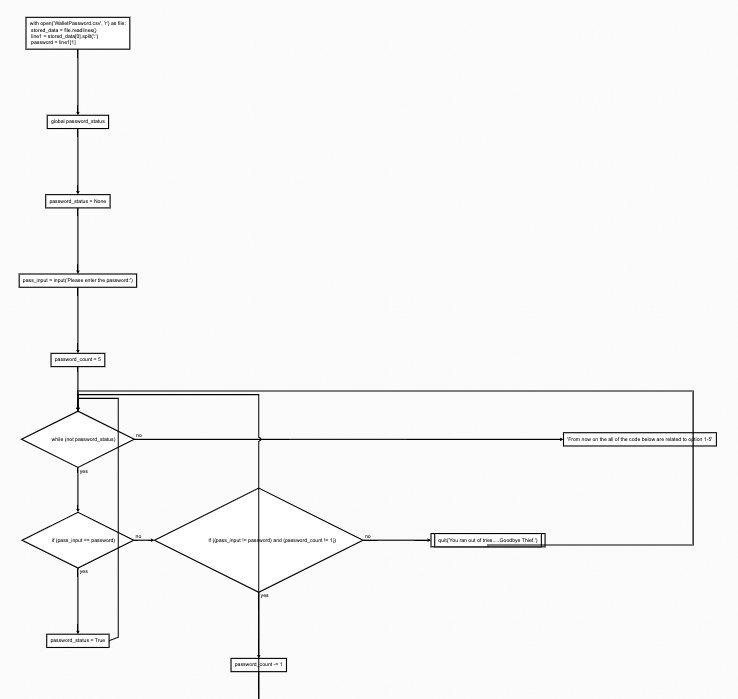 with open('WalletPassword.csv', 'r') as file:
stored_data = file.readlines()
line1 = stored_data[0].split(':')
password = line1[1]
global password_status
password_status = None
pass_input = input('Please enter the password:')
password_count = 5
while (not password_status)
no
'From now on the all of the code below are related to option 1-5'
yes
if (pass_input == password)
no
if ((pass_input != password) and (password_count != 1))
no
quit('You ran out of tries.....Goodbye Thief.')
yes
yes
password_status = True
password_count -= 1